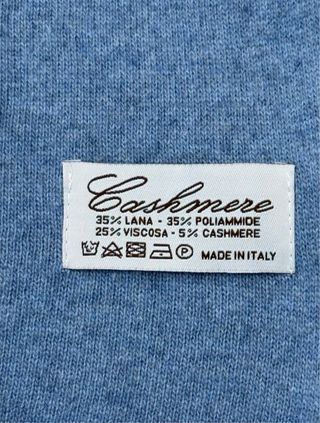 Cashmere
35% LANA - 35% POLIAMMIDE
25% VISCOSA - 5% CASHMERE
P MADE IN ITALY